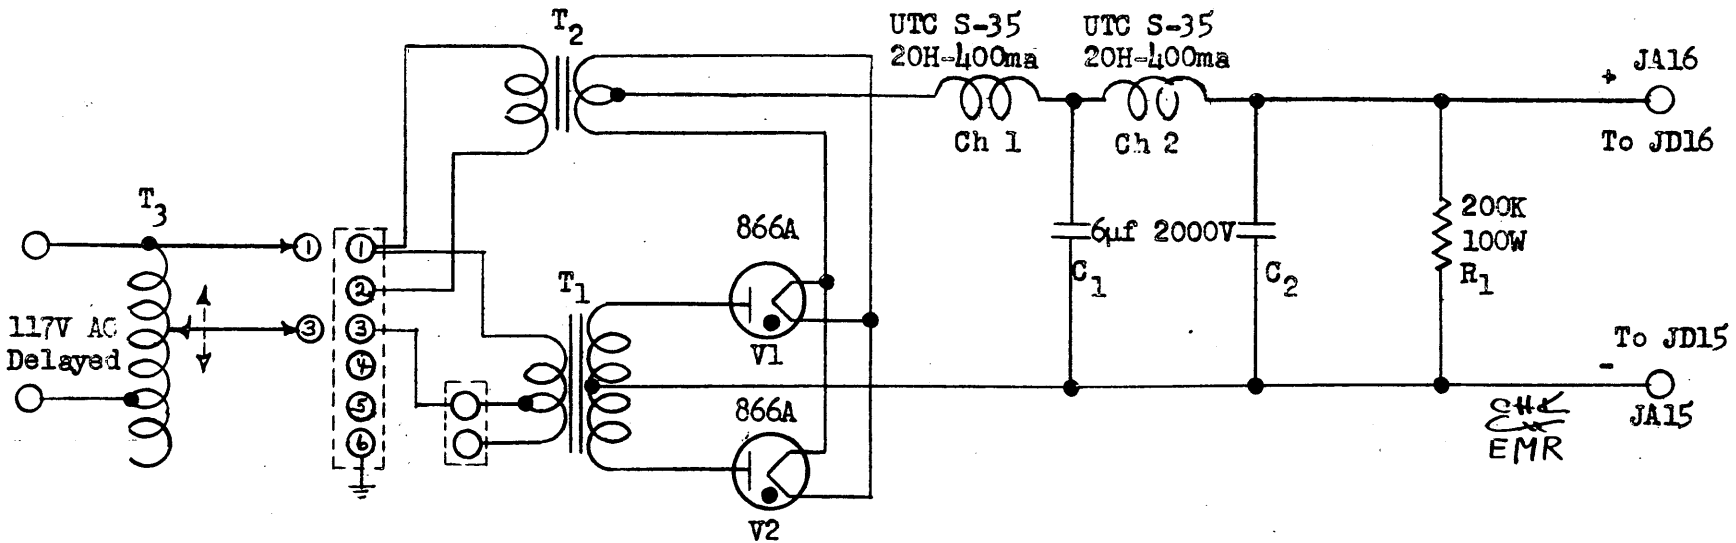 T2
UTC S-35
20H-400ma
Ch 1
UTC S-35
20H-400ma
Ch 2
+ JA16
To JD16
T3
117V AC
Delayed
1
3
1
2
3
4
5
6
T1
866A
V1
866A
V2
6µf 2000V
C1
C2
200K
100W
R1
To JD15
-
JA15
EMR